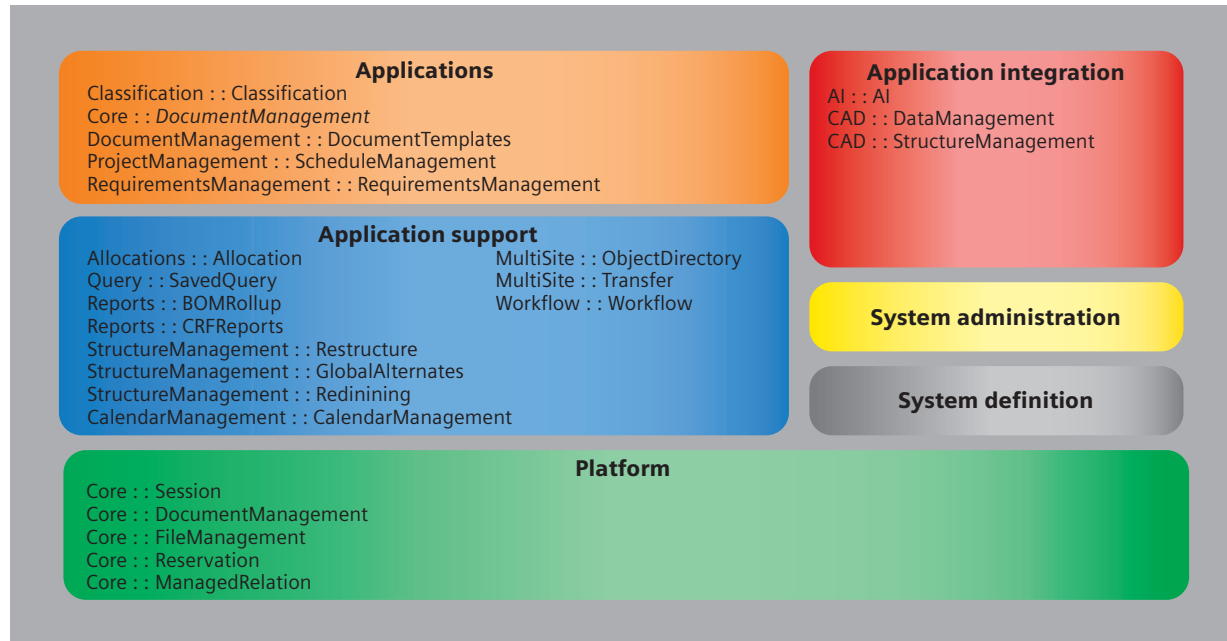 Applications
Classification : : Classification
Core : : DocumentManagement
DocumentManagement : : DocumentTemplates
ProjectManagement : : ScheduleManagement
RequirementsManagement : : RequirementsManagement
Application integration
AI : : AI
CAD : : DataManagement
CAD : : StructureManagement
Application support
Allocations : : Allocation
Query : : SavedQuery
Reports : : BOMRollup
Reports : : CRFReports
StructureManagement : : Restructure
StructureManagement : : GlobalAlternates
StructureManagement : : Redinining
CalendarManagement : : CalendarManagement
MultiSite : : ObjectDirectory
MultiSite : : Transfer
Workflow : : Workflow
System administration
System definition
Platform
Core : : Session
Core : : DocumentManagement
Core : : FileManagement
Core : : Reservation
Core : : ManagedRelation